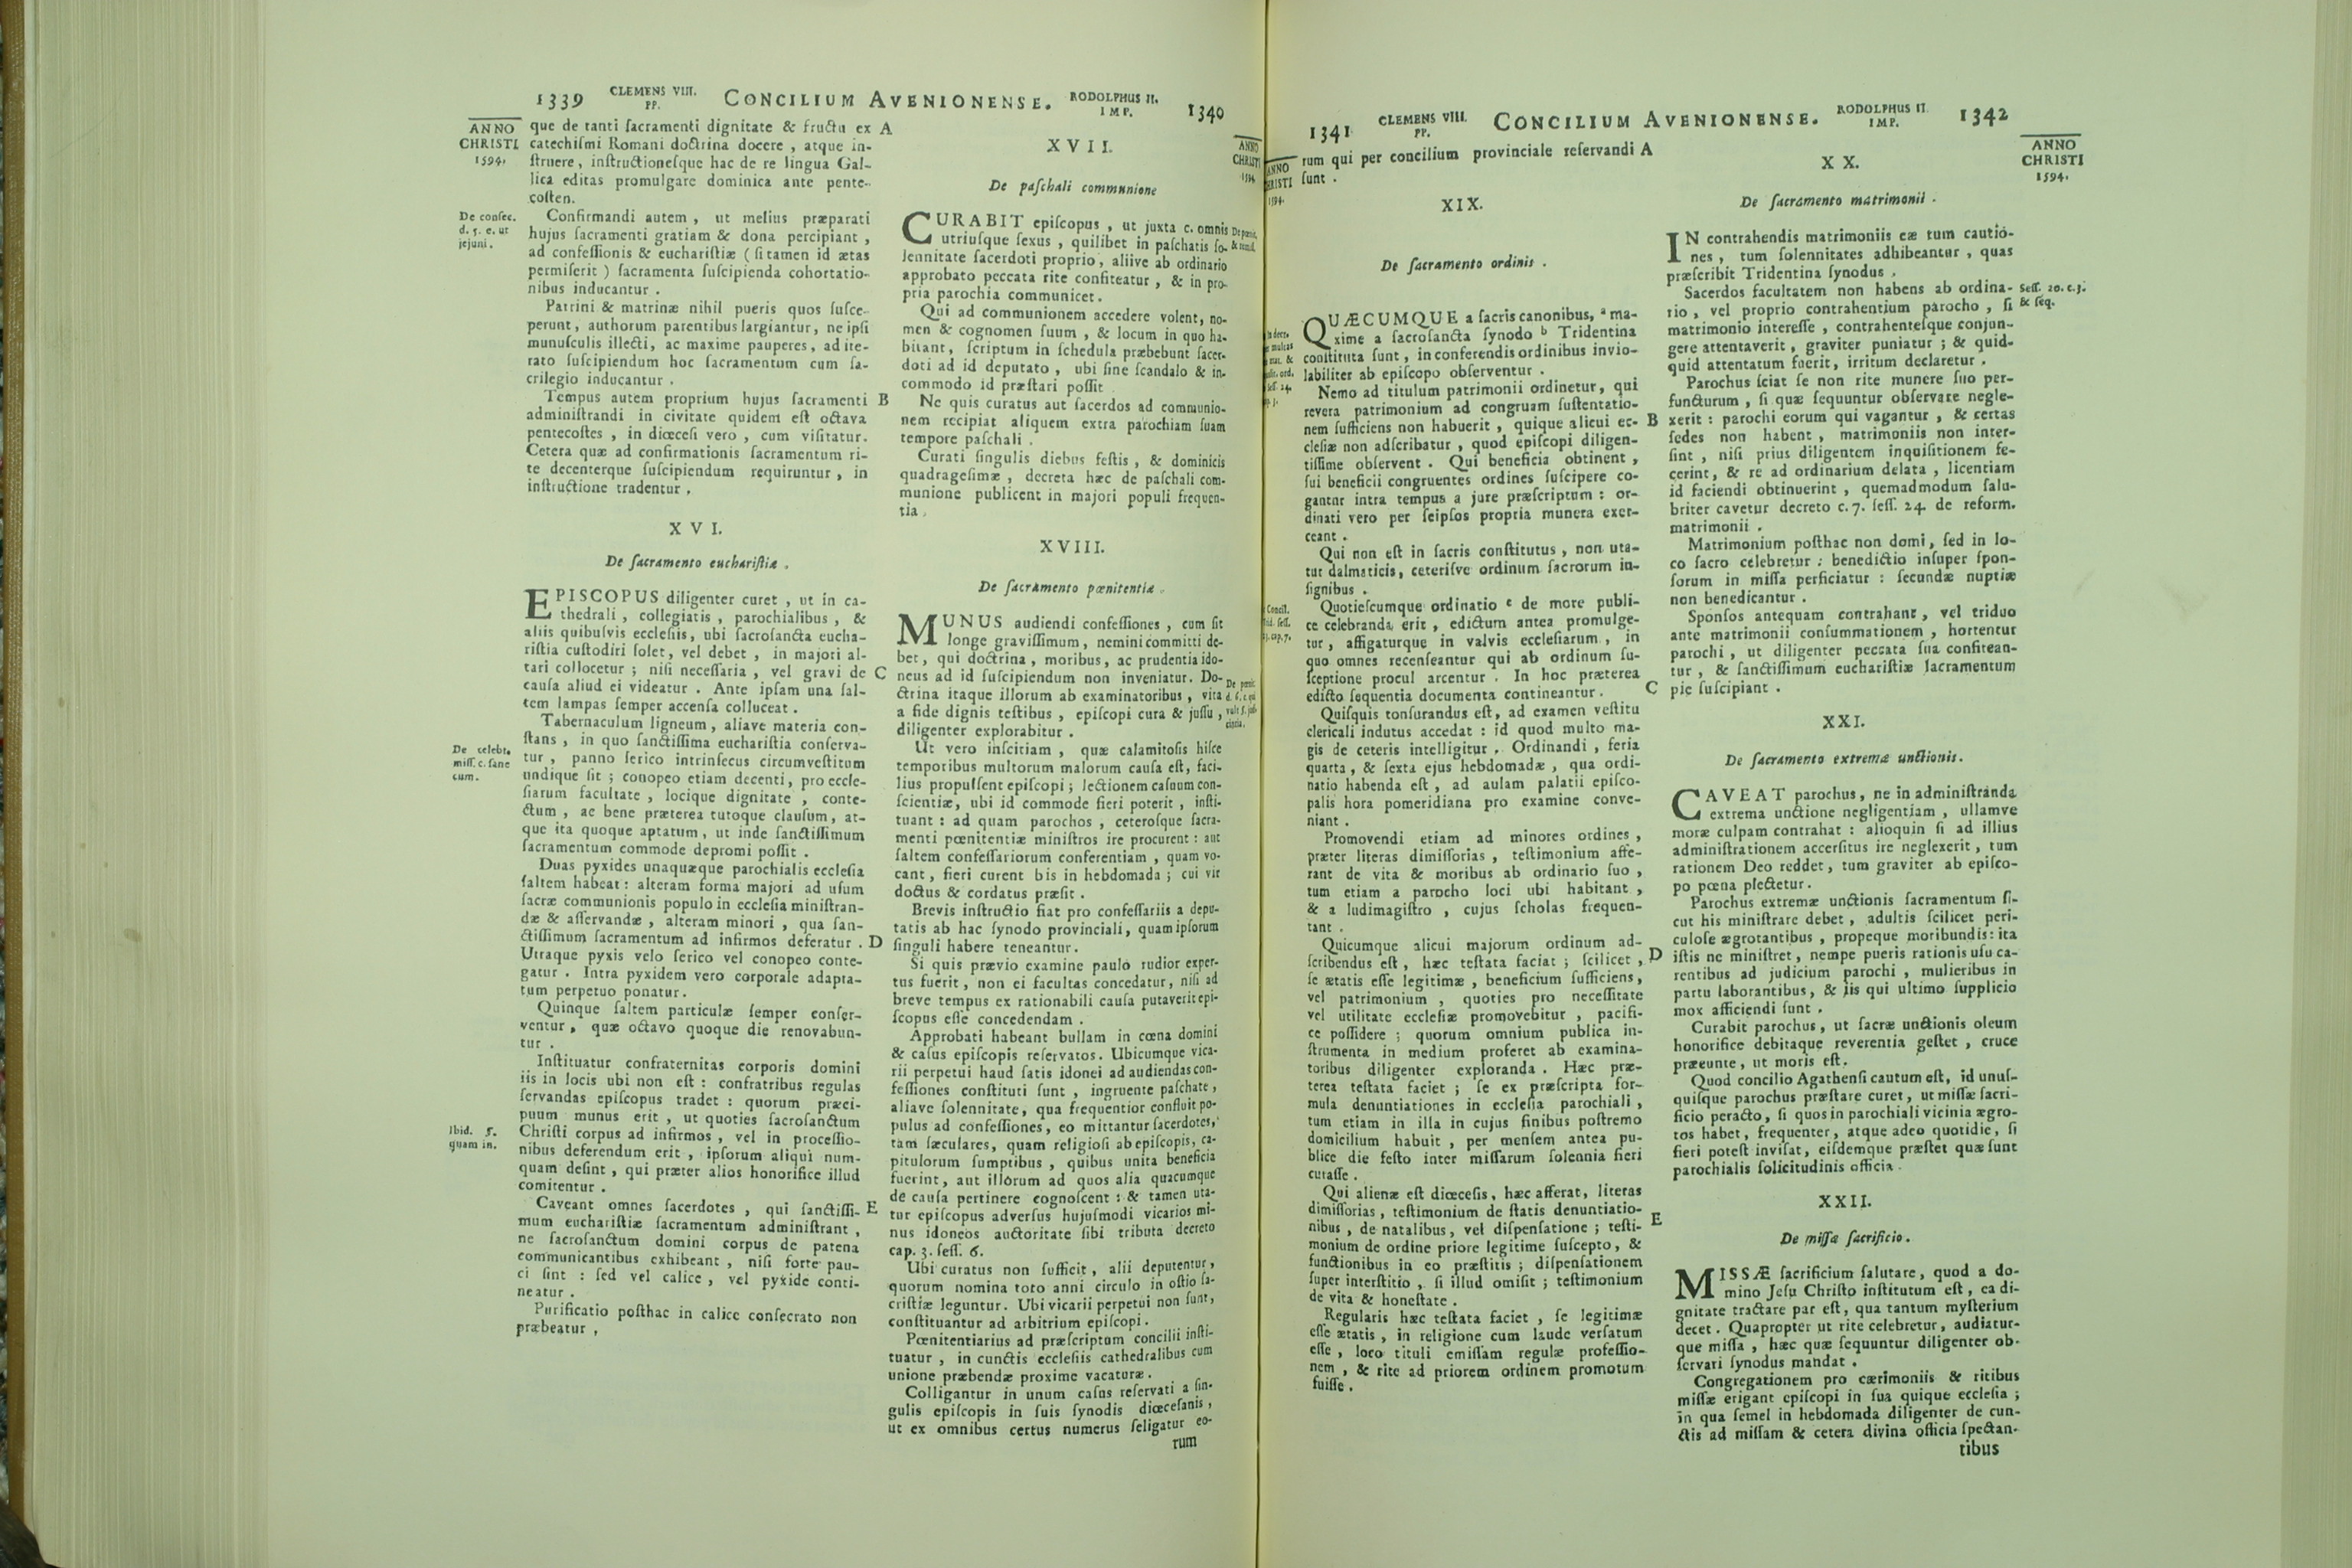 1339 CLEMENS VIII. PP. CONCILIUM AVENIONENSE. RODOLPHUS II. IMP. 1340
ANNO
CHRISTI
1594.
que de tanti ſacramenti dignitate & fructu ex A
catechiſmi Romani doctrina docere, atque in-
ſtruere, inſtructioneſque hac de re lingua Gal-
lica editas promulgare dominica ante pente-
coſten.
De conſec.
d. 5. c. ut
jejuni.
Confirmandi autem, ut melius præparati
hujus ſacramenti gratiam & dona percipiant,
ad confeſſionis & euchariſtiæ (ſi tamen id ætas
permiſerit) ſacramenta ſuſcipienda cohortatio-
nibus inducantur.
Patrini & matrinæ nihil pueris quos ſuſce-
perunt, authorum parentibus largiantur, ne ipſi
munuſculis illecti, ac maxime pauperes, ad ite-
rato ſuſcipiendum hoc ſacramentum cum ſa-
crilegio inducantur.
Tempus autem proprium hujus ſacramenti B
adminiſtrandi in civitate quidem eſt octava
pentecoſtes, in diœceſi vero, cum viſitatur.
Cetera quæ ad confirmationis ſacramentum ri-
te decenterque ſuſcipiendum requiruntur, in
inſtructione tradentur.
XVI.
De ſacramento euchariſtiæ.
EPISCOPUS diligenter curet, ut in ca-
thedrali, collegiatis, parochialibus, &
aliis quibuſvis eccleſiis, ubi ſacroſancta eucha-
riſtia cuſtodiri ſolet, vel debet, in majori al-
tari collocetur; niſi neceſſaria, vel gravi de C
cauſa aliud ei videatur. Ante ipſam una ſal-
tem lampas ſemper accenſa colluceat.
De celebr.
miſſ. c. ſane
cum.
Tabernaculum ligneum, aliave materia con-
ſtans, in quo ſanctiſſima euchariſtia conſerva-
tur, panno ſerico intrinſecus circumveſtitum
undique ſit; conopeo etiam decenti, pro eccle-
ſiarum facultate, locique dignitate, conte-
ctum, ac bene præterea tutoque clauſum, at-
que ita quoque aptatum, ut inde ſanctiſſimum
ſacramentum commode depromi poſſit.
Duas pyxides unaquæque parochialis eccleſia
ſaltem habeat: alteram forma majori ad uſum
ſacræ communionis populo in eccleſia miniſtran-
dæ & aſſervandæ, alteram minori, qua ſan-
ctiſſimum ſacramentum ad infirmos deferatur. D
Utraque pyxis velo ſerico vel conopeo conte-
gatur. Intra pyxidem vero corporale adapta-
tum perpetuo ponatur.
Quinque ſaltem particulæ ſemper conſer-
ventur, quæ octavo quoque die renovabun-
tur.
Ibid. §.
quam in.
Inſtituatur confraternitas corporis domini
iis in locis ubi non eſt: confratribus regulas
ſervandas epiſcopus tradet: quorum præci-
puum munus erit, ut quoties ſacroſanctum
Chriſti corpus ad infirmos, vel in proceſſio-
nibus deferendum erit, ipſorum aliqui num-
quam deſint, qui præter alios honorifice illud
comitentur.
Caveant omnes ſacerdotes, qui ſanctiſſi- E
mum euchariſtiæ ſacramentum adminiſtrant,
ne ſacroſanctum domini corpus de patena
communicantibus exhibeant, niſi forte pau-
ci ſint: ſed vel calice, vel pyxide conti-
neatur.
Purificatio poſthac in calice conſecrato non
præbeatur.
ANNO
CHRISTI
1594.
XVII.
De paſchali communione
CURABIT epiſcopus, ut juxta c. omnis
utriuſque ſexus, quilibet in paſchatis ſo-
lennitate ſacerdoti proprio, aliive ab ordinario
approbato peccata rite confiteatur, & in pro-
pria parochia communicet.
Qui ad communionem accedere volent, no-
men & cognomen ſuum, & locum in quo ha-
bitant, ſcriptum in ſchedula præbebunt ſacer-
doti ad id deputato, ubi ſine ſcandalo & in-
commodo id præſtari poſſit
Ne quis curatus aut ſacerdos ad communio-
nem recipiat aliquem extra parochiam ſuam
tempore paſchali.
Curati ſingulis diebus feſtis, & dominicis
quadrageſimæ, decreta hæc de paſchali com-
munione publicent in majori populi frequen-
tia.
XVIII.
De ſacramento pœnitentiæ.
MUNUS audiendi confeſſiones, cum ſit
longe graviſſimum, nemini committi de-
bet, qui doctrina, moribus, ac prudentia ido-
neus ad id ſuſcipiendum non inveniatur. Do-
ctrina itaque illorum ab examinatoribus, vita
a fide dignis teſtibus, epiſcopi cura & juſſu,
diligenter explorabitur.
Ut vero inſcitiam, quæ calamitoſis hiſce
temporibus multorum malorum cauſa eſt, faci-
lius propulſent epiſcopi; lectionem caſuum con-
ſcientiæ, ubi id commode fieri poterit, inſti-
tuant: ad quam parochos, ceteroſque ſacra-
menti pœnitentiæ miniſtros ire procurent: aut
ſaltem confeſſariorum conferentiam, quam vo-
cant, fieri curent bis in hebdomada; cui vir
doctus & cordatus præſit.
Brevis inſtructio fiat pro confeſſariis a depu-
tatis ab hac ſynodo provinciali, quam ipſorum
ſinguli habere teneantur.
Si quis prævio examine paulo rudior exper-
tus fuerit, non ei facultas concedatur, niſi ad
breve tempus ex rationabili cauſa putaverit epi-
ſcopus eſſe concedendam.
Approbati habeant bullam in cœna domini
& caſus epiſcopis reſervatos. Ubicumque vica-
rii perpetui haud ſatis idonei ad audiendas con-
feſſiones conſtituti ſunt, ingruente paſchate,
aliave ſolennitate, qua frequentior confluit po-
pulus ad confeſſiones, eo mittantur ſacerdotes,
tam ſæculares, quam religioſi ab epiſcopis, ca-
pitulorum ſumptibus, quibus unita beneficia
fuerint, aut illorum ad quos alia quacumque
de cauſa pertinere cognoſcent: & tamen uta-
tur epiſcopus adverſus hujuſmodi vicarios mi-
nus idoneos auctoritate ſibi tributa decreto
cap. 3. ſeſſ. 6.
Ubi curatus non ſufficit, alii deputentur,
quorum nomina toto anni circulo in oſtio ſa-
criſtiæ leguntur. Ubi vicarii perpetui non ſunt,
conſtituantur ad arbitrium epiſcopi.
Pœnitentiarius ad præſcriptum concilii inſti-
tuatur, in cunctis eccleſiis cathedralibus cum
unione præbendæ proxime vacaturæ.
Colligantur in unum caſus reſervati a ſin-
gulis epiſcopis in ſuis ſynodis diœceſanis,
ut ex omnibus certus numerus ſeligatur eo-
rum
1341 CLEMENS VIII. PP. CONCILIUM AVENIONENSE. RODOLPHUS II. IMP. 1342
rum qui per concilium provinciale reſervandi A
ſunt.
XIX.
De ſacramento ordinis.
QUÆCUMQUE a ſacris canonibus, a ma-
xime a ſacroſancta ſynodo b Tridentina
conſtituta ſunt, in conferendis ordinibus invio-
labiliter ab epiſcopo obſerventur.
Nemo ad titulum patrimonii ordinetur, qui
revera patrimonium ad congruam ſuſtentatio-
nem ſufficiens non habuerit, quique alicui ec- B
cleſiæ non adſcribatur, quod epiſcopi diligen-
tiſſime obſervent. Qui beneficia obtinent,
ſui beneficii congruentes ordines ſuſcipere co-
gantur intra tempus a jure præſcriptum: or-
dinati vero per ſeipſos propria munera exer-
ceant.
Qui non eſt in ſacris conſtitutus, non uta-
tur dalmaticis, ceteriſve ordinum ſacrorum in-
ſignibus.
Quotieſcumque ordinatio c de more publi-
ce celebranda erit, edictum antea promulge-
tur, affigaturque in valvis eccleſiarum, in
quo omnes recenſeantur qui ab ordinum ſu-
ſceptione procul arcentur. In hoc præterea
edicto ſequentia documenta contineantur. C
Quiſquis tonſurandus eſt, ad examen veſtitu
clericali indutus accedat: id quod multo ma-
gis de ceteris intelligitur. Ordinandi, feria
quarta, & ſexta ejus hebdomadæ, qua ordi-
natio habenda eſt, ad aulam palatii epiſco-
palis hora pomeridiana pro examine conve-
niant.
Promovendi etiam ad minores ordines,
præter literas dimiſſorias, teſtimonium affe-
rant de vita & moribus ab ordinario ſuo,
tum etiam a parocho loci ubi habitant,
& a ludimagiſtro, cujus ſcholas frequen-
tant.
Quicumque alicui majorum ordinum ad-
ſcribendus eſt, hæc teſtata faciat; ſcilicet, D
ſe ætatis eſſe legitimæ, beneficium ſufficiens,
vel patrimonium, quoties pro neceſſitate
vel utilitate eccleſiæ promovebitur, pacifi-
ce poſſidere; quorum omnium publica in-
ſtrumenta in medium proferet ab examina-
toribus diligenter exploranda. Hæc præ-
terea teſtata faciet; ſe ex præſcripta for-
mula denuntiationes in eccleſia parochiali,
tum etiam in illa in cujus finibus poſtremo
domicilium habuit, per menſem antea pu-
blice die feſto inter miſſarum ſolennia fieri
curaſſe.
Qui alienæ eſt diœceſis, hæc afferat, literas
dimiſſorias, teſtimonium de ſtatis denuntiatio-
nibus, de natalibus, vel diſpenſatione; teſti- E
monium de ordine priore legitime ſuſcepto, &
functionibus in eo præſtitis; diſpenſationem
ſuper interſtitio, ſi illud omiſit; teſtimonium
de vita & honeſtate.
Regularis hæc teſtata faciet, ſe legitimæ
eſſe ætatis, in religione cum laude verſatum
eſſe, loco tituli emiſſam regulæ profeſſio-
nem, & rite ad priorem ordinem promotum
fuiſſe.
ANNO
CHRISTI
1594.
XX.
De ſacramento matrimonii.
IN contrahendis matrimoniis eæ tum cautio-
nes, tum ſolennitates adhibeantur, quas
præſcribit Tridentina ſynodus.
Seſſ. 20. c. 5.
& ſeq.
Sacerdos facultatem non habens ab ordina-
rio, vel proprio contrahentium parocho, ſi
matrimonio intereſſe, contrahenteſque conjun-
gere attentaverit, graviter puniatur; & quid-
quid attentatum fuerit, irritum declaretur.
Parochus ſciat ſe non rite munere ſuo per-
functurum, ſi quæ ſequuntur obſervare negle-
xerit: parochi eorum qui vagantur, & certas
ſedes non habent, matrimoniis non inter-
ſint, niſi prius diligentem inquiſitionem fe-
cerint, & re ad ordinarium delata, licentiam
id faciendi obtinuerint, quemadmodum ſalu-
briter cavetur decreto c. 7. ſeſſ. 24. de reform.
matrimonii.
Matrimonium poſthac non domi, ſed in lo-
co ſacro celebretur: benedictio inſuper ſpon-
ſorum in miſſa perficiatur: ſecundæ nuptiæ
non benedicantur.
Sponſos antequam contrahant, vel triduo
ante matrimonii conſummationem, hortentur
parochi, ut diligenter peccata ſua confitean-
tur, & ſanctiſſimum euchariſtiæ ſacramentum
pie ſuſcipiant.
XXI.
De ſacramento extremæ unctionis.
CAVEAT parochus, ne in adminiſtranda
extrema unctione negligentiam, ullamve
moræ culpam contrahat: alioquin ſi ad illius
adminiſtrationem accerſitus ire neglexerit, tum
rationem Deo reddet, tum graviter ab epiſco-
po pœna plectetur.
Parochus extremæ unctionis ſacramentum ſi-
cut his miniſtrare debet, adultis ſcilicet peri-
culoſe ægrotantibus, propeque moribundis: ita
iſtis ne miniſtret, nempe pueris rationis uſu ca-
rentibus ad judicium parochi, mulieribus in
partu laborantibus, & iis qui ultimo ſupplicio
mox afficiendi ſunt.
Curabit parochus, ut ſacræ unctionis oleum
honorifice debitaque reverentia geſtet, cruce
præeunte, ut moris eſt.
Quod concilio Agathenſi cautum eſt, id unuſ-
quiſque parochus præſtare curet, ut miſſæ ſacri-
ficio peracto, ſi quos in parochiali vicinia ægro-
tos habet, frequenter, atque adeo quotidie, ſi
fieri poteſt inviſat, eiſdemque præſtet quæ ſunt
parochialis ſolicitudinis officia.
XXII.
De miſſæ ſacrificio.
MISSÆ ſacrificium ſalutare, quod a do-
mino Jeſu Chriſto inſtitutum eſt, ea di-
gnitate tractare par eſt, qua tantum myſterium
decet. Quapropter ut rite celebretur, audiatur-
que miſſa, hæc quæ ſequuntur diligenter ob-
ſervari ſynodus mandat.
Congregationem pro cærimoniis & ritibus
miſſæ erigant epiſcopi in ſua quique eccleſia;
in qua ſemel in hebdomada diligenter de cun-
ctis ad miſſam & cetera divina officia ſpectan-
tibus